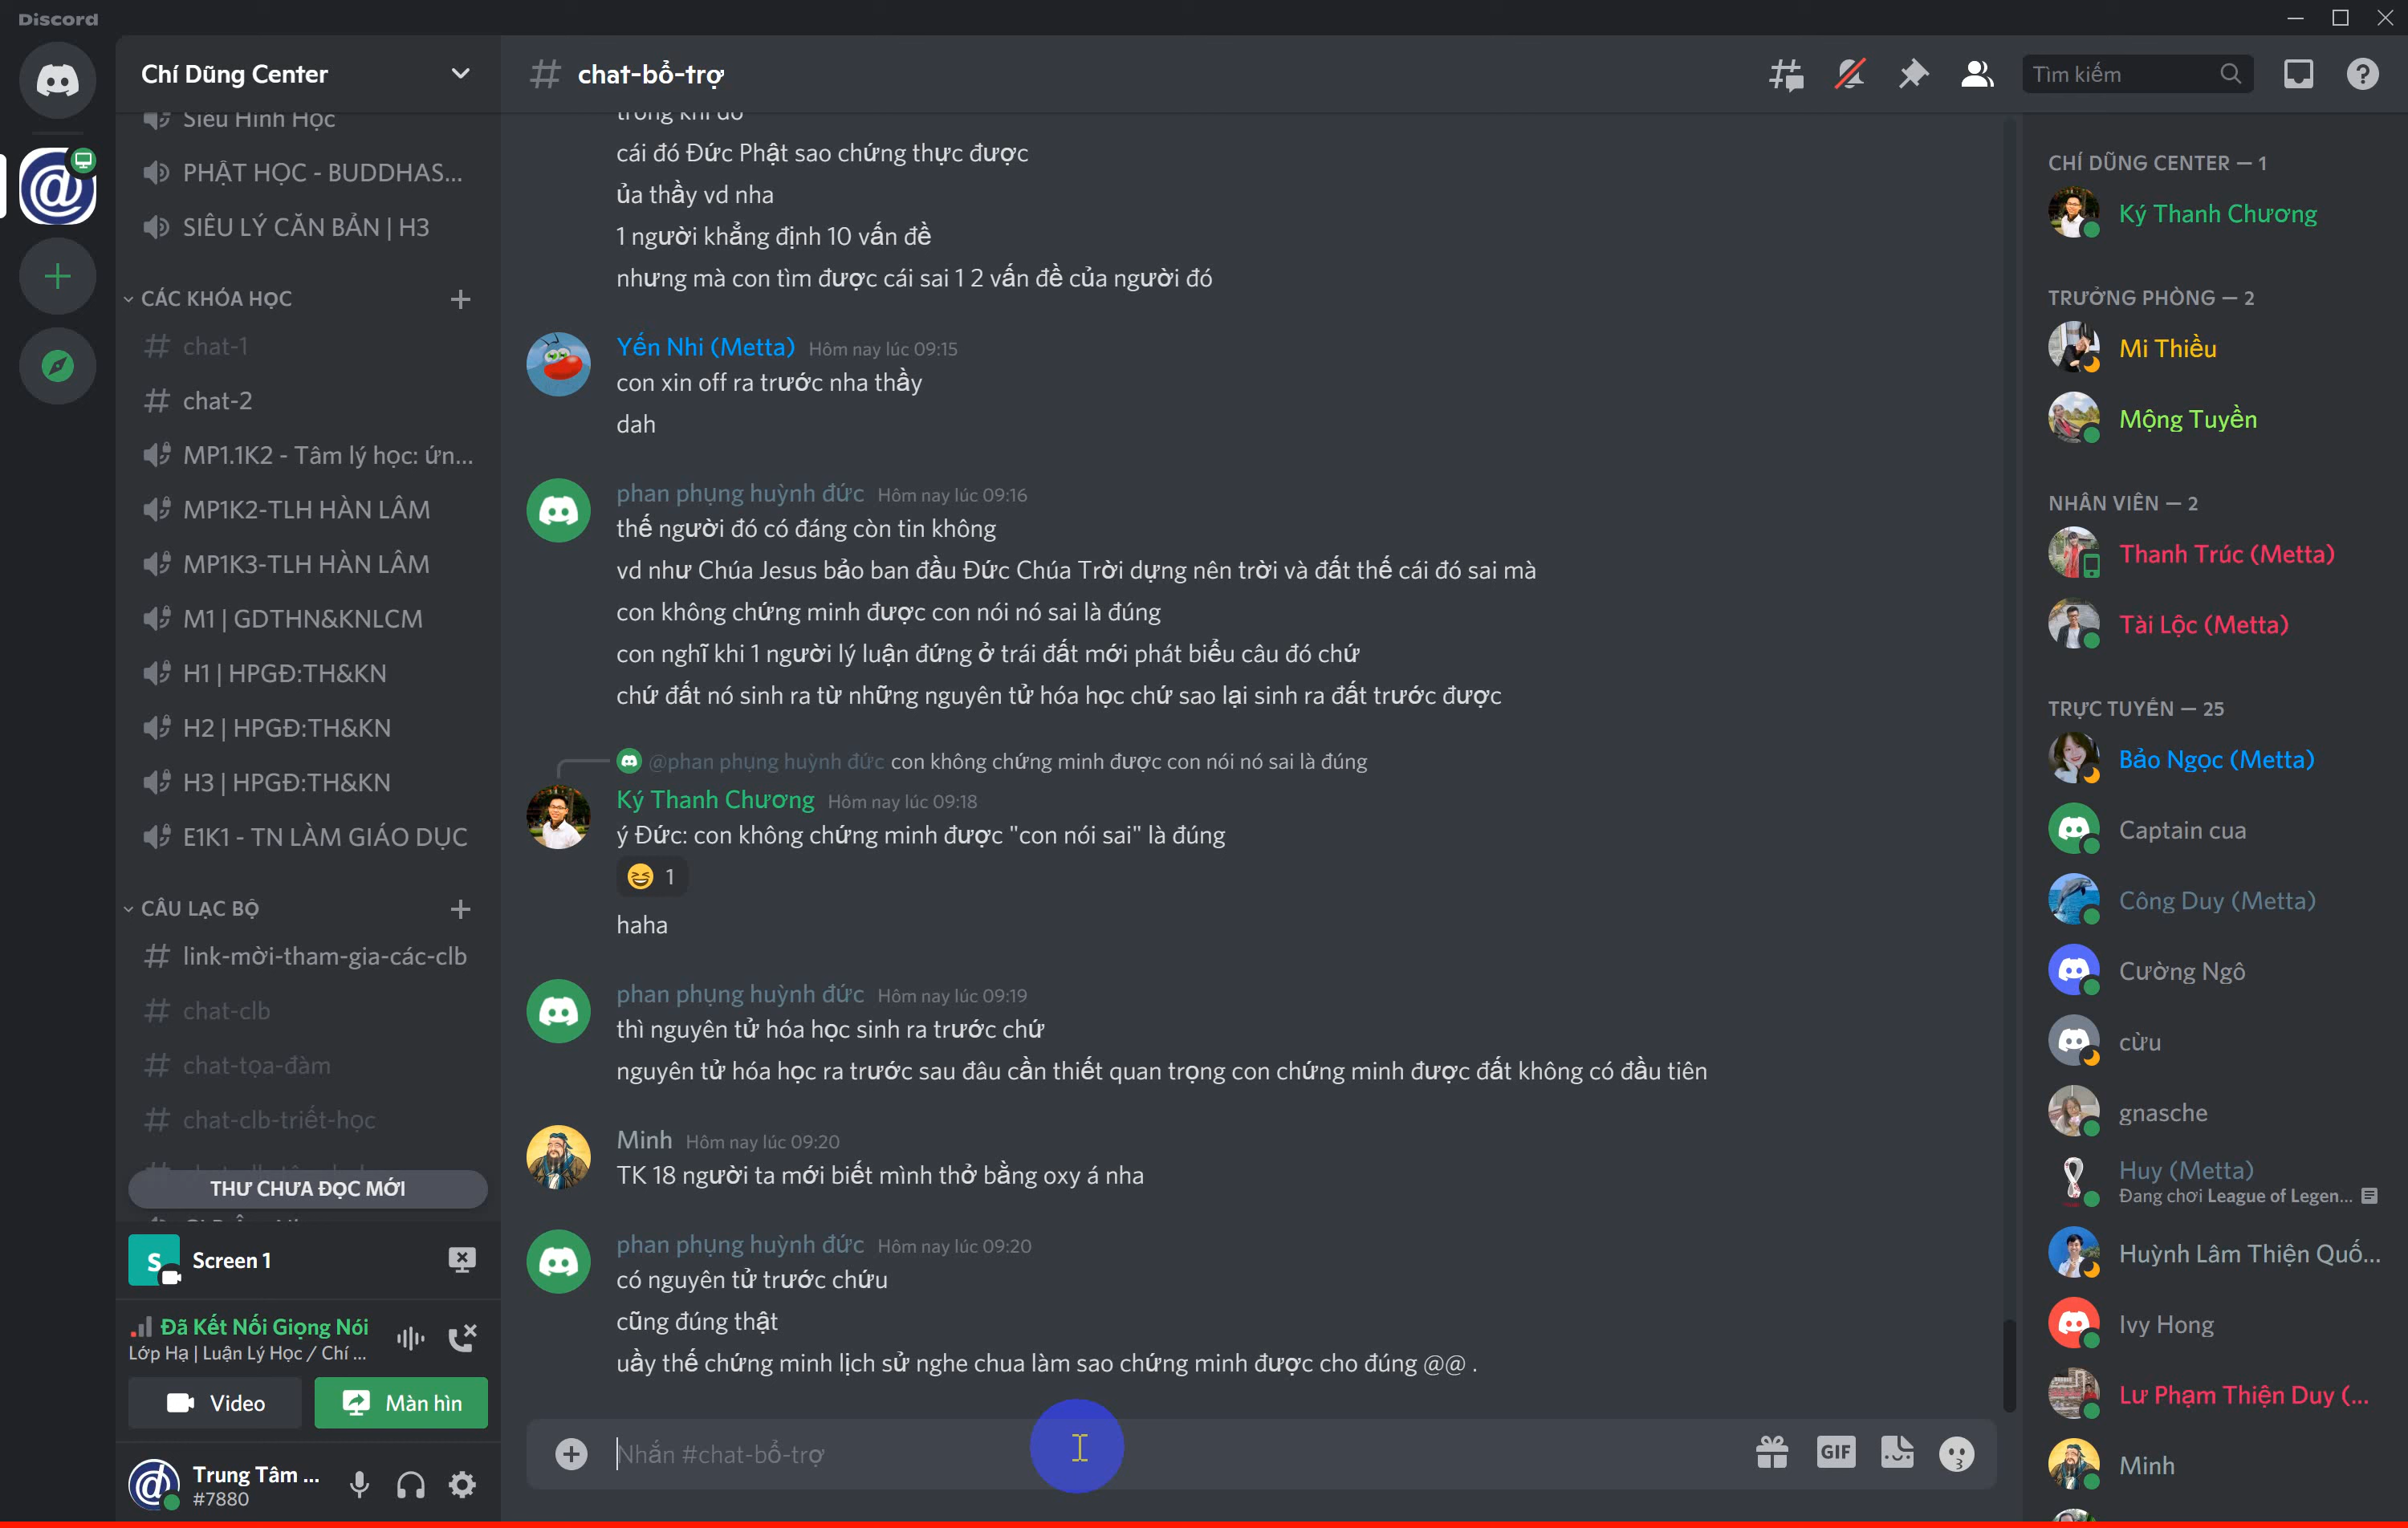 Discord
Chí Dũng Center
Siêu Hình Học
PHẬT HỌC - BUDDHAS...
SIÊU LÝ CĂN BẢN | H3
CÁC KHÓA HỌC
chat-1
chat-2
MP1.1K2 - Tâm lý học: ứn...
MP1K2-TLH HÀN LÂM
MP1K3-TLH HÀN LÂM
M1 | GDTHN&KNLCM
H1 | HPGĐ:TH&KN
H2 | HPGĐ:TH&KN
H3 | HPGĐ:TH&KN
E1K1 - TN LÀM GIÁO DỤC
CÂU LẠC BỘ
link-mời-tham-gia-các-clb
chat-clb
chat-tọa-đàm
chat-clb-triết-học
THƯ CHƯA ĐỌC MỚI
S
Screen 1
Đã Kết Nối Giọng Nói
Lớp Hạ | Luận Lý Học / Chí ...
Video
Màn hìn
Trung Tâm ...
#7880
# chat-bổ-trợ
Tìm kiếm
trong khi đó
cái đó Đức Phật sao chứng thực được
ủa thầy vd nha
1 người khẳng định 10 vấn đề
nhưng mà con tìm được cái sai 1 2 vấn đề của người đó
Yến Nhi (Metta) Hôm nay lúc 09:15
con xin off ra trước nha thầy
dah
phan phụng huỳnh đức Hôm nay lúc 09:16
thế người đó có đáng còn tin không
vd như Chúa Jesus bảo ban đầu Đức Chúa Trời dựng nên trời và đất thế cái đó sai mà
con không chứng minh được con nói nó sai là đúng
con nghĩ khi 1 người lý luận đứng ở trái đất mới phát biểu câu đó chứ
chứ đất nó sinh ra từ những nguyên tử hóa học chứ sao lại sinh ra đất trước được
@phan phụng huỳnh đức con không chứng minh được con nói nó sai là đúng
Ký Thanh Chương Hôm nay lúc 09:18
ý Đức: con không chứng minh được "con nói sai" là đúng
1
haha
phan phụng huỳnh đức Hôm nay lúc 09:19
thì nguyên tử hóa học sinh ra trước chứ
nguyên tử hóa học ra trước sau đâu cần thiết quan trọng con chứng minh được đất không có đầu tiên
Minh Hôm nay lúc 09:20
TK 18 người ta mới biết mình thở bằng oxy á nha
phan phụng huỳnh đức Hôm nay lúc 09:20
có nguyên tử trước chứu
cũng đúng thật
uầy thế chứng minh lịch sử nghe chua làm sao chứng minh được cho đúng @@ .
Nhắn #chat-bổ-trợ
GIF
CHÍ DŨNG CENTER — 1
Ký Thanh Chương
TRƯỞNG PHÒNG — 2
Mi Thiều
Mộng Tuyền
NHÂN VIÊN — 2
Thanh Trúc (Metta)
Tài Lộc (Metta)
TRỰC TUYẾN — 25
Bảo Ngọc (Metta)
Captain cua
Công Duy (Metta)
Cường Ngô
cừu
gnasche
Huy (Metta)
Đang chơi League of Legen...
Huỳnh Lâm Thiện Quố...
Ivy Hong
Lư Phạm Thiện Duy (...
Minh